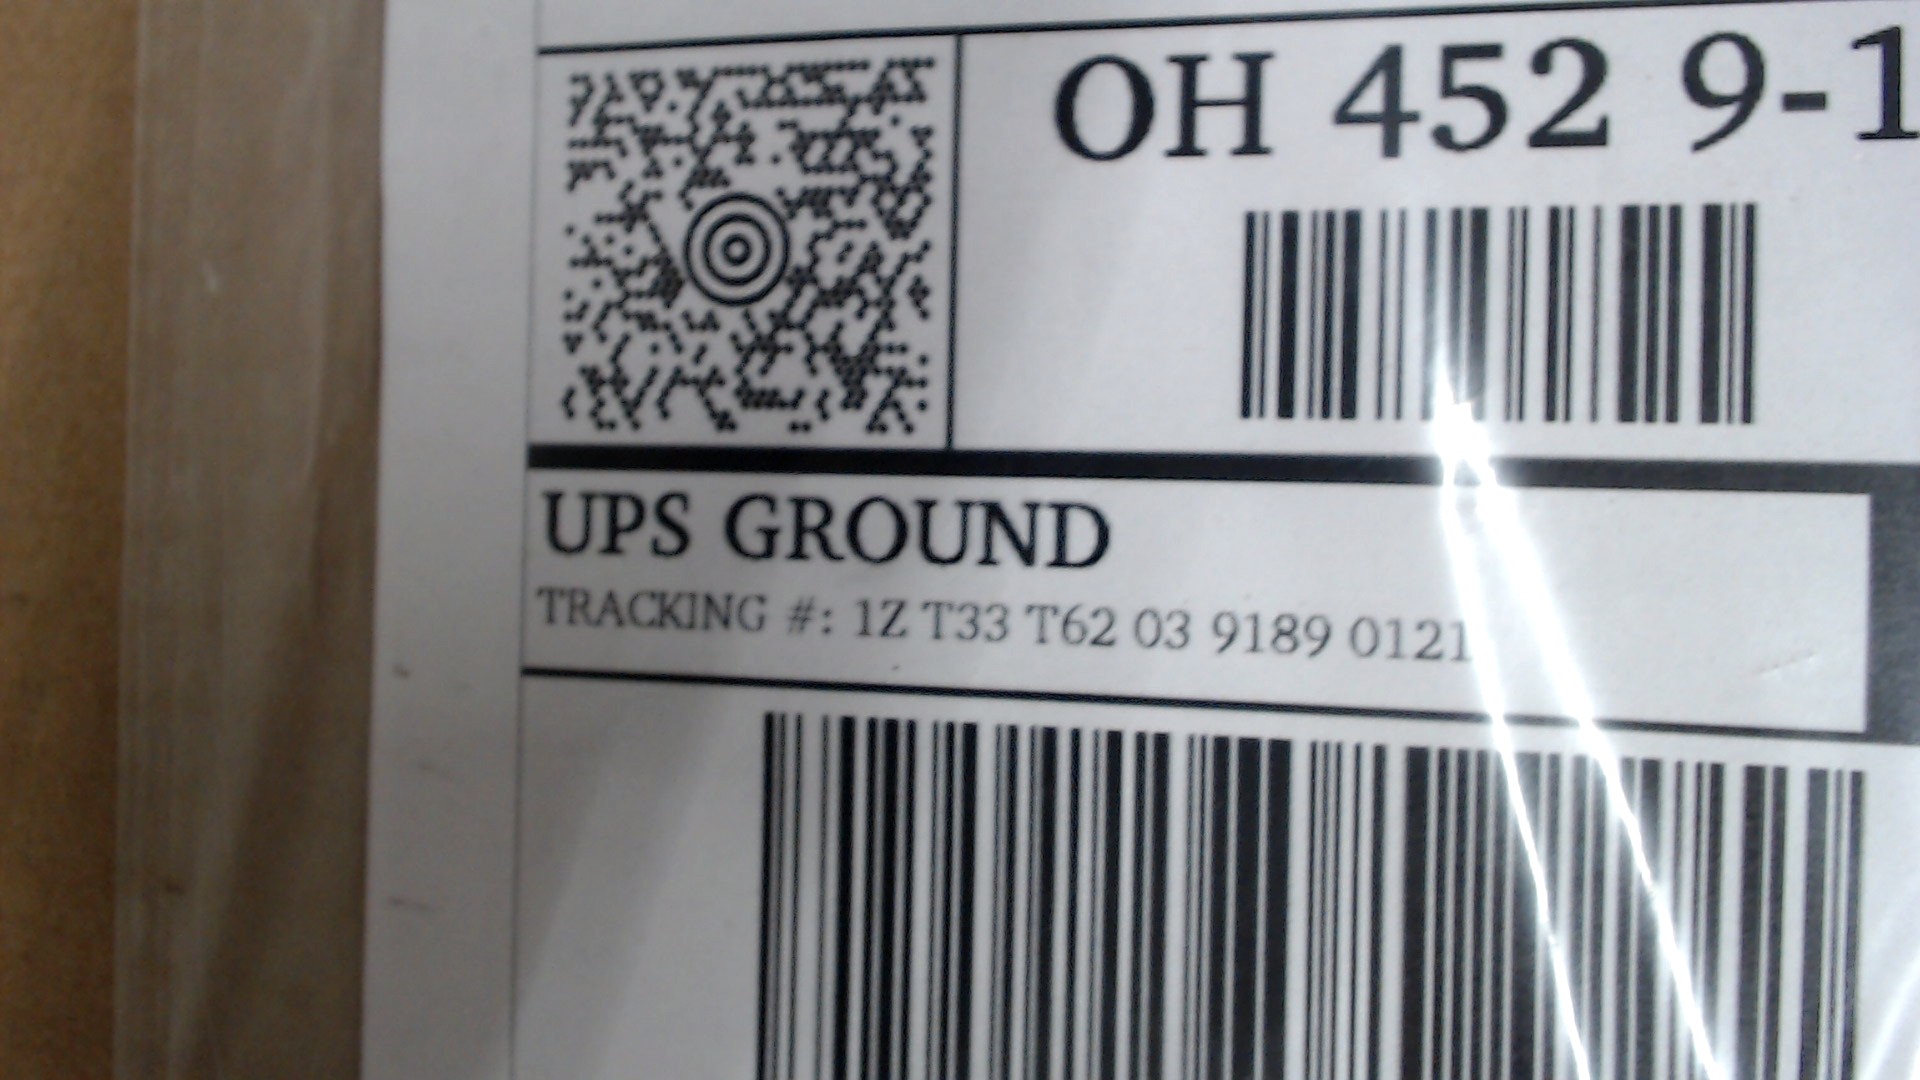 OH 452 9-1
UPS GROUND
TRACKING #: 1Z T33 T62 03 9189 0121